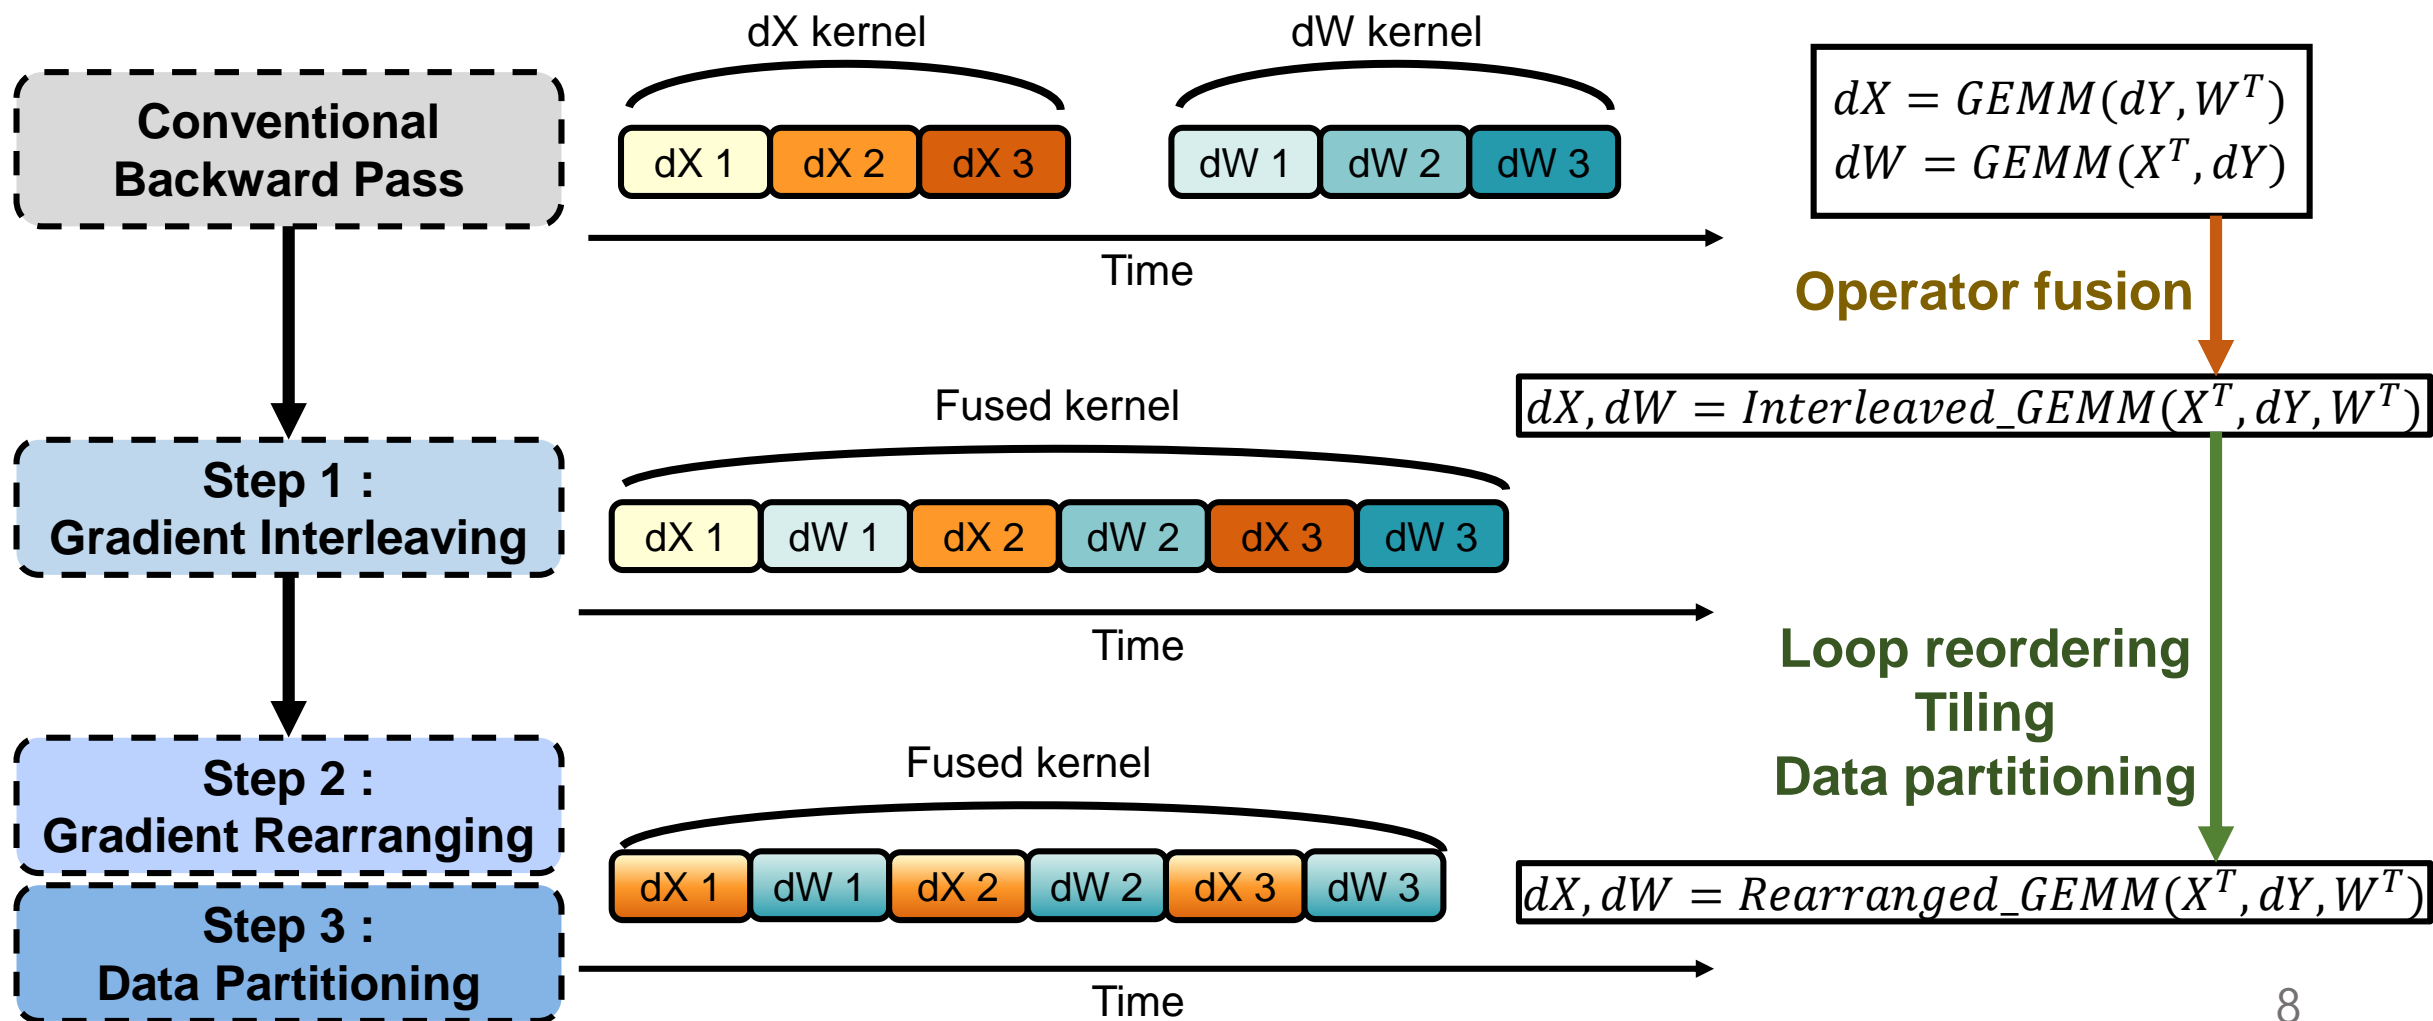 Conventional
Backward Pass
dX kernel
dW kernel
dX 1 dX 2 dX 3 dW 1 dW 2 dW 3
Time
dX = GEMM(dY, W^T)
dW = GEMM(X^T, dY)
Operator fusion
Step 1 :
Gradient Interleaving
Fused kernel
dX 1 dW 1 dX 2 dW 2 dX 3 dW 3
Time
dX, dW = Interleaved_GEMM(X^T, dY, W^T)
Loop reordering
Tiling
Data partitioning
Step 2 :
Gradient Rearranging
Step 3 :
Data Partitioning
Fused kernel
dX 1 dW 1 dX 2 dW 2 dX 3 dW 3
Time
dX, dW = Rearranged_GEMM(X^T, dY, W^T)
8